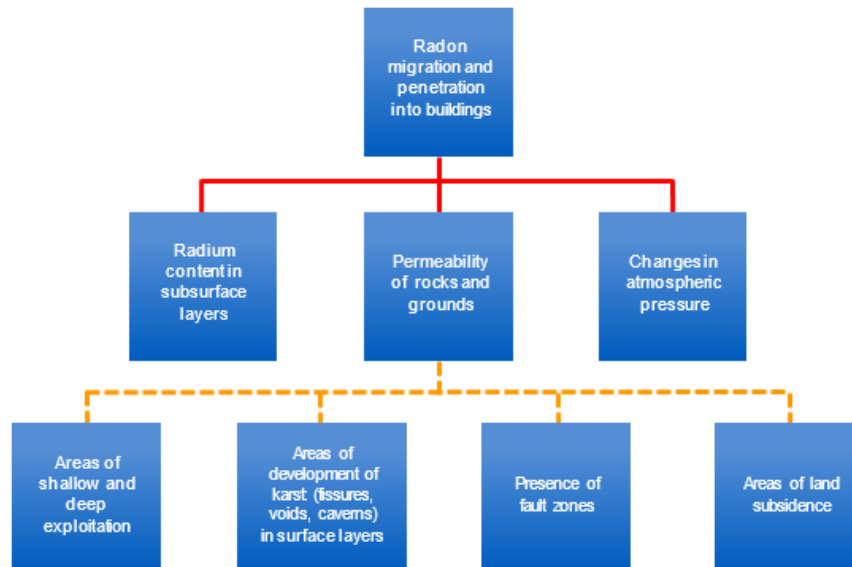 Radon
migration and
penetration
into buildings
Radium
content in
subsurface
layers
Permeability
of rocks and
grounds
Changes in
atmospheric
pressure
Areas of
shallow and
deep
exploitation
Areas of
development of
karst (fissures,
voids, caverns)
in surface layers
Presence of
fault zones
Areas of land
subsidence